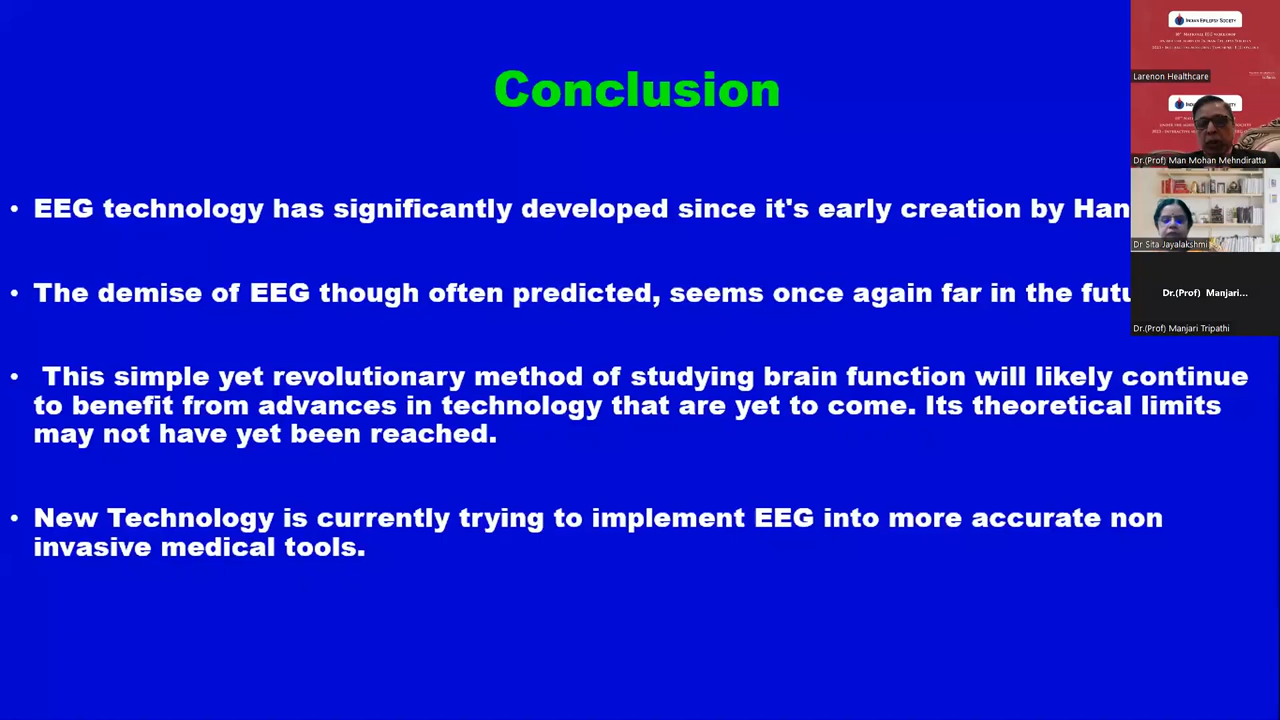 Conclusion
• EEG technology has significantly developed since it's early creation by Han
• The demise of EEG though often predicted, seems once again far in the futu
• This simple yet revolutionary method of studying brain function will likely continue
to benefit from advances in technology that are yet to come. Its theoretical limits
may not have yet been reached.
• New Technology is currently trying to implement EEG into more accurate non
invasive medical tools.
INDIAN EPILEPSY SOCIETY
Larenon Healthcare
Dr.(Prof) Man Mohan Mehndiratta
Dr Sita Jayalakshmi
Dr.(Prof) Manjari...
Dr.(Prof) Manjari Tripathi